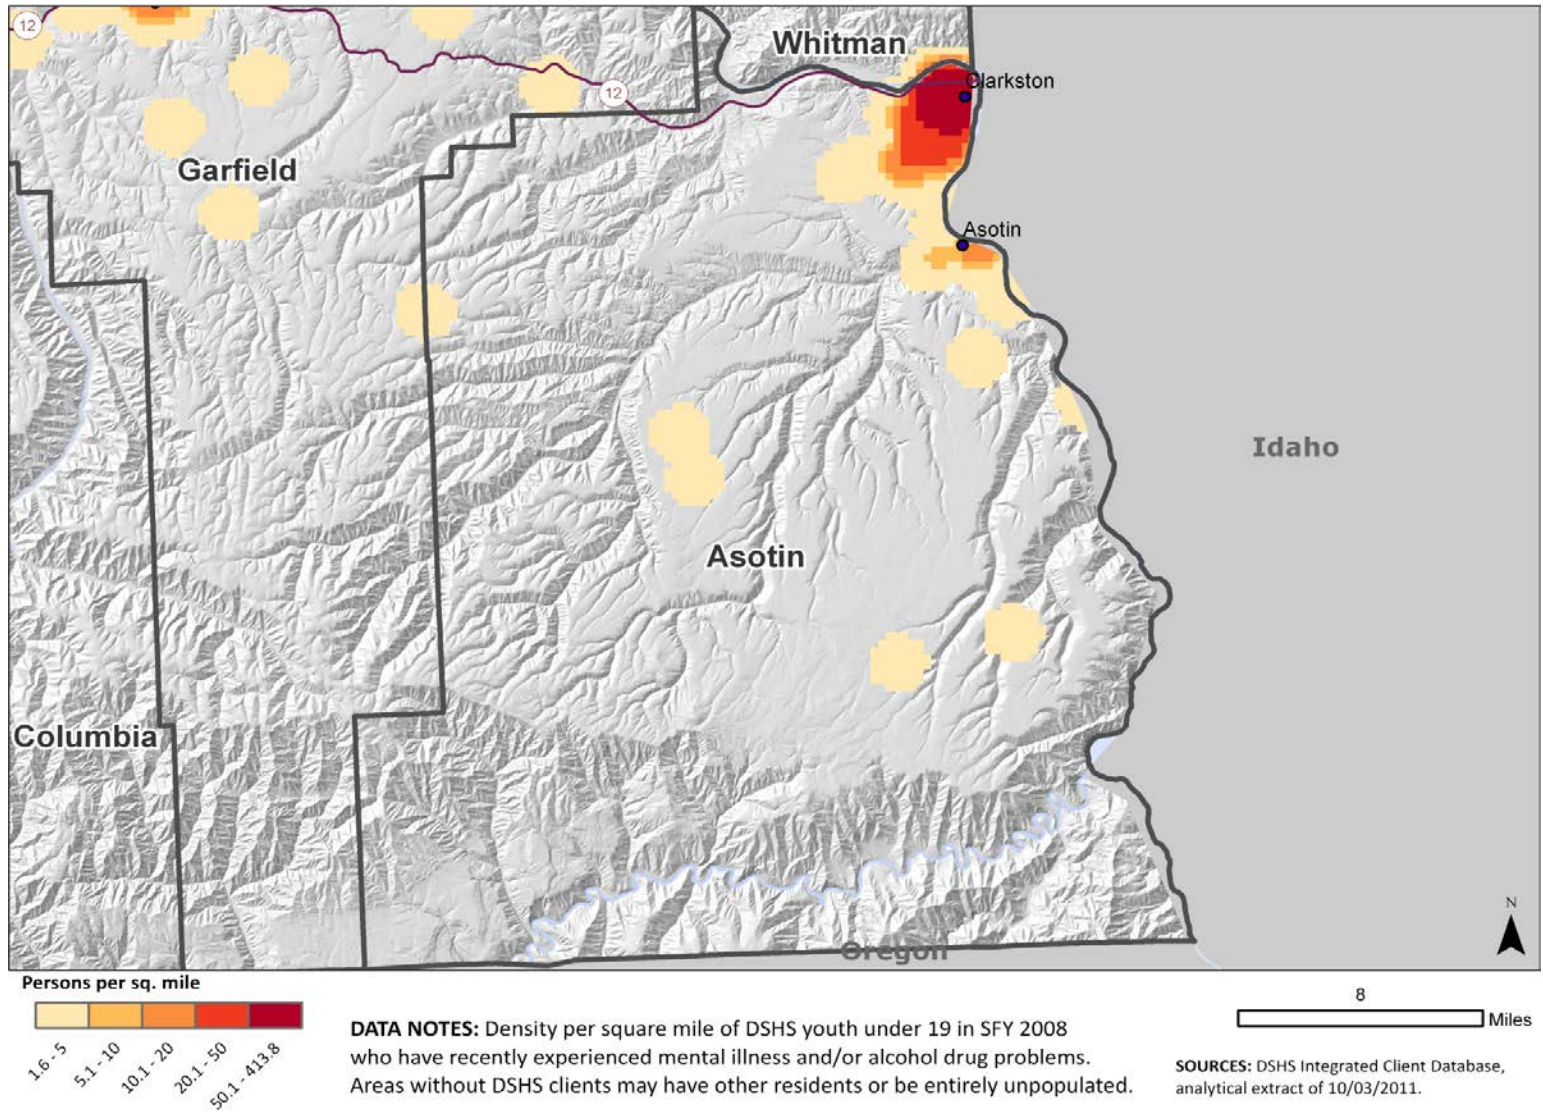 12
Whitman
Clarkston
12
Garfield
Asotin
Idaho
Asotin
Columbia
Oregon
N
Persons per sq. mile
1.6 - 5
5.1 - 10
10.1 - 20
20.1 - 50
50.1 - 413.8
DATA NOTES: Density per square mile of DSHS youth under 19 in SFY 2008
who have recently experienced mental illness and/or alcohol drug problems.
Areas without DSHS clients may have other residents or be entirely unpopulated.
8
Miles
SOURCES: DSHS Integrated Client Database,
analytical extract of 10/03/2011.